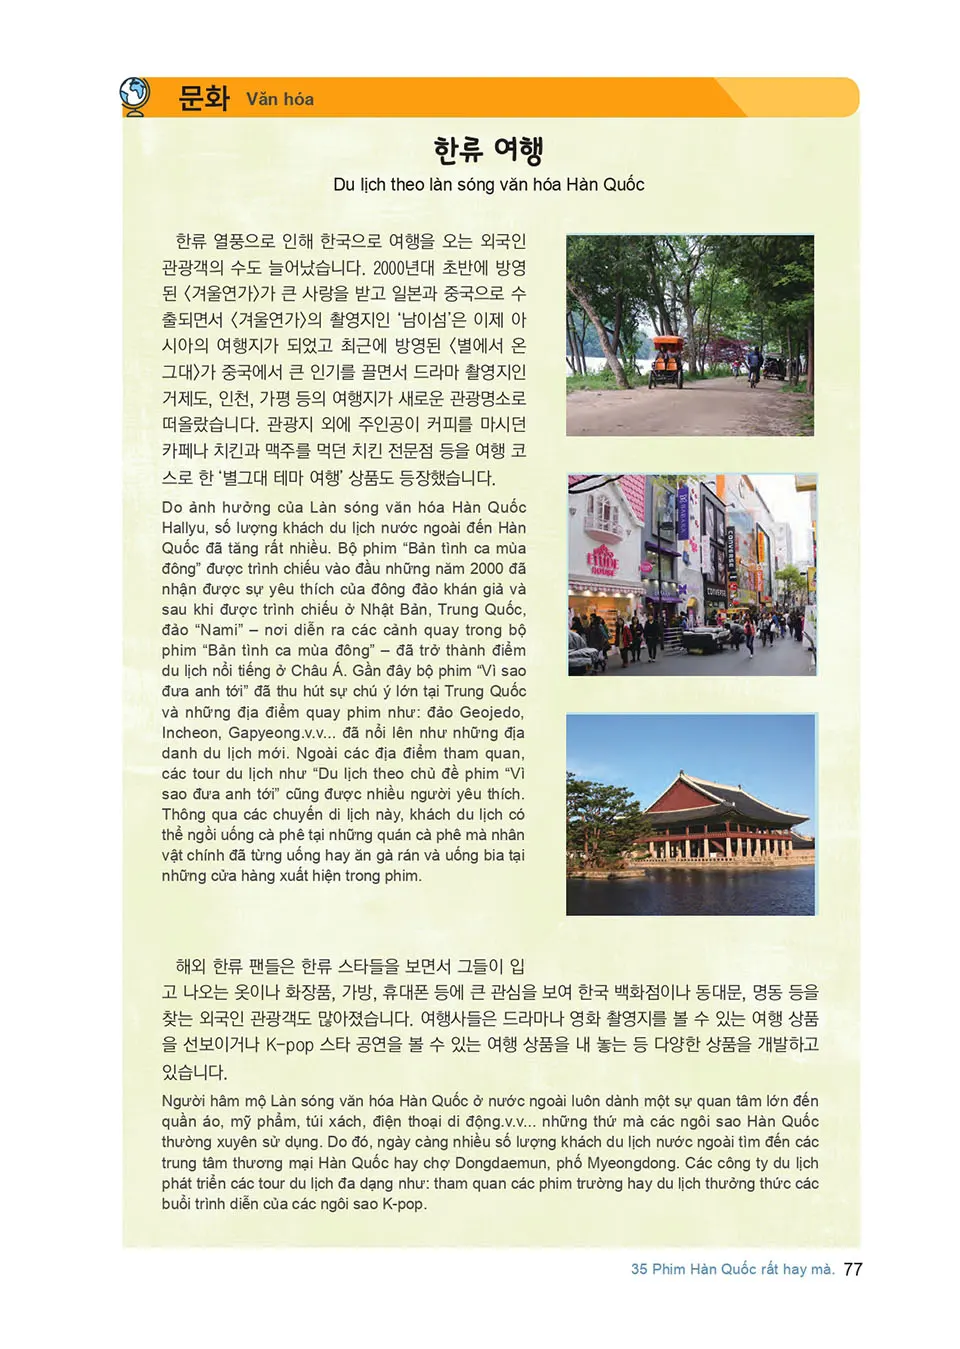 문화 Văn hóa
한류 여행
Du lịch theo làn sóng văn hóa Hàn Quốc
한류 열풍으로 인해 한국으로 여행을 오는 외국인
관광객의 수도 늘어났습니다. 2000년대 초반에 방영
된 〈겨울연가〉가 큰 사랑을 받고 일본과 중국으로 수
출되면서 〈겨울연가〉의 촬영지인 ‘남이섬’은 이제 아
시아의 여행지가 되었고 최근에 방영된 〈별에서 온
그대〉가 중국에서 큰 인기를 끌면서 드라마 촬영지인
거제도, 인천, 가평 등의 여행지가 새로운 관광명소로
떠올랐습니다. 관광지 외에 주인공이 커피를 마시던
카페나 치킨과 맥주를 먹던 치킨 전문점 등을 여행 코
스로 한 ‘별그대 테마 여행’ 상품도 등장했습니다.
Do ảnh hưởng của Làn sóng văn hóa Hàn Quốc
Hallyu, số lượng khách du lịch nước ngoài đến Hàn
Quốc đã tăng rất nhiều. Bộ phim “Bản tình ca mùa
đông” được trình chiếu vào đầu những năm 2000 đã
nhận được sự yêu thích của đông đảo khán giả và
sau khi được trình chiếu ở Nhật Bản, Trung Quốc,
đảo “Nami” – nơi diễn ra các cảnh quay trong bộ
phim “Bản tình ca mùa đông” – đã trở thành điểm
du lịch nổi tiếng ở Châu Á. Gần đây bộ phim “Vì sao
đưa anh tới” đã thu hút sự chú ý lớn tại Trung Quốc
và những địa điểm quay phim như: đảo Geojedo,
Incheon, Gapyeong.v.v... đã nổi lên như những địa
danh du lịch mới. Ngoài các địa điểm tham quan,
các tour du lịch như “Du lịch theo chủ đề phim “Vì
sao đưa anh tới” cũng được nhiều người yêu thích.
Thông qua các chuyến di lịch này, khách du lịch có
thể ngồi uống cà phê tại những quán cà phê mà nhân
vật chính đã từng uống hay ăn gà rán và uống bia tại
những cửa hàng xuất hiện trong phim.
ETUDE
HOUSE
CONVERSE
CONVERSE
해외 한류 팬들은 한류 스타들을 보면서 그들이 입
고 나오는 옷이나 화장품, 가방, 휴대폰 등에 큰 관심을 보여 한국 백화점이나 동대문, 명동 등을
찾는 외국인 관광객도 많아졌습니다. 여행사들은 드라마나 영화 촬영지를 볼 수 있는 여행 상품
을 선보이거나 K-pop 스타 공연을 볼 수 있는 여행 상품을 내 놓는 등 다양한 상품을 개발하고
있습니다.
Người hâm mộ Làn sóng văn hóa Hàn Quốc ở nước ngoài luôn dành một sự quan tâm lớn đến
quần áo, mỹ phẩm, túi xách, điện thoại di động.v.v... những thứ mà các ngôi sao Hàn Quốc
thường xuyên sử dụng. Do đó, ngày càng nhiều số lượng khách du lịch nước ngoài tìm đến các
trung tâm thương mại Hàn Quốc hay chợ Dongdaemun, phố Myeongdong. Các công ty du lịch
phát triển các tour du lịch đa dạng như: tham quan các phim trường hay du lịch thưởng thức các
buổi trình diễn của các ngôi sao K-pop.
35 Phim Hàn Quốc rất hay mà. 77